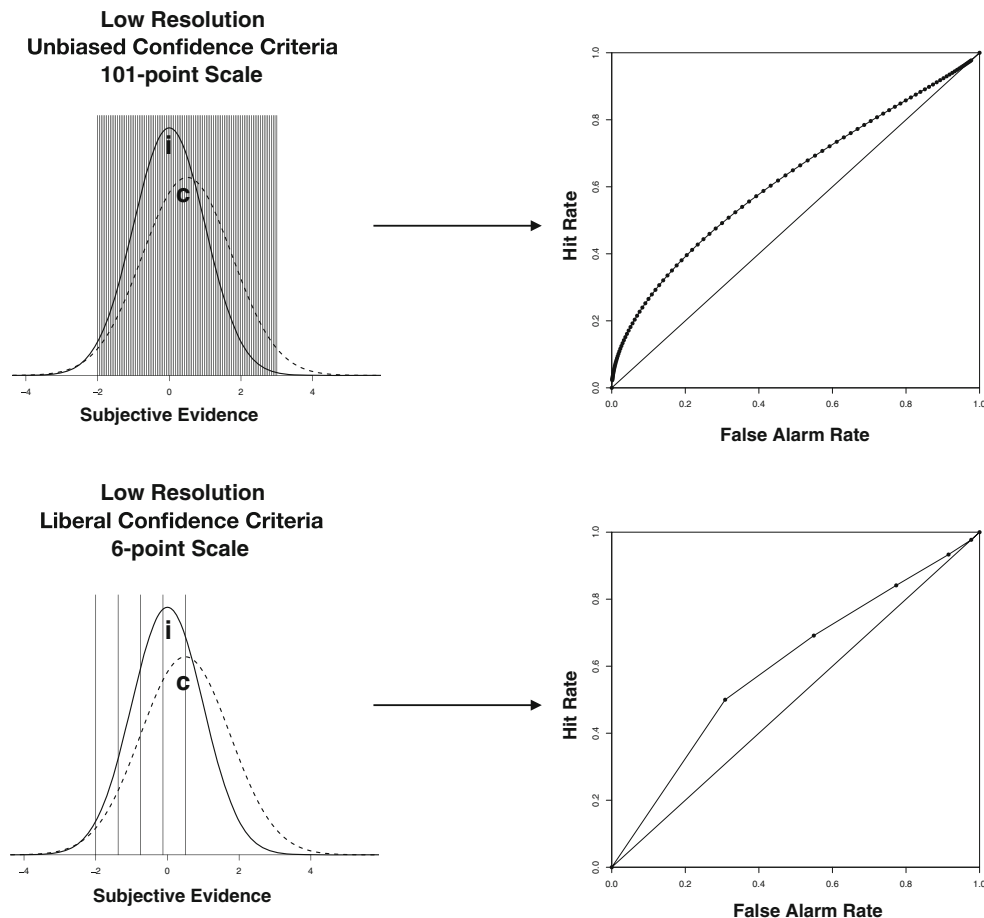 Low Resolution
Unbiased Confidence Criteria
101-point Scale
i
c
−4 −2 0 2 4
Subjective Evidence
Hit Rate
0.0 0.2 0.4 0.6 0.8 1.0
0.0 0.2 0.4 0.6 0.8 1.0
False Alarm Rate
Low Resolution
Liberal Confidence Criteria
6-point Scale
i
c
−4 −2 0 2 4
Subjective Evidence
Hit Rate
0.0 0.2 0.4 0.6 0.8 1.0
0.0 0.2 0.4 0.6 0.8 1.0
False Alarm Rate